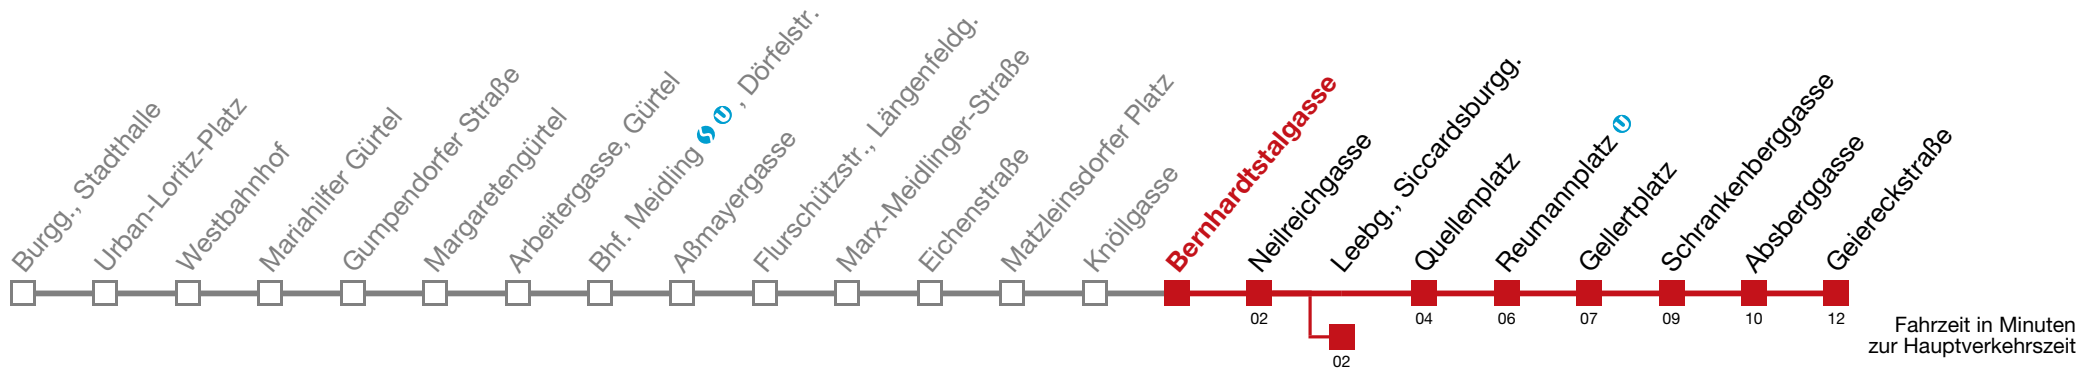 Burgg., Stadthalle
Urban-Loritz-Platz
Westbahnhof
Mariahilfer Gürtel
Gumpendorfer Straße
Margaretengürtel
Arbeitergasse, Gürtel
Bhf. Meidling S U , Dörfelstr.
Aßmayergasse
Flurschützstr., Längenfeldg.
Marx-Meidlinger-Straße
Eichenstraße
Matzleinsdorfer Platz
Knöllgasse
Bernhardtstalgasse
Neilreichgasse
Leebg., Siccardsburgg.
Quellenplatz
Reumannplatz U
Gellertplatz
Schrankenberggasse
Absberggasse
Geiereckstraße
02
04
06
07
09
10
12
02
Fahrzeit in Minuten
zur Hauptverkehrszeit